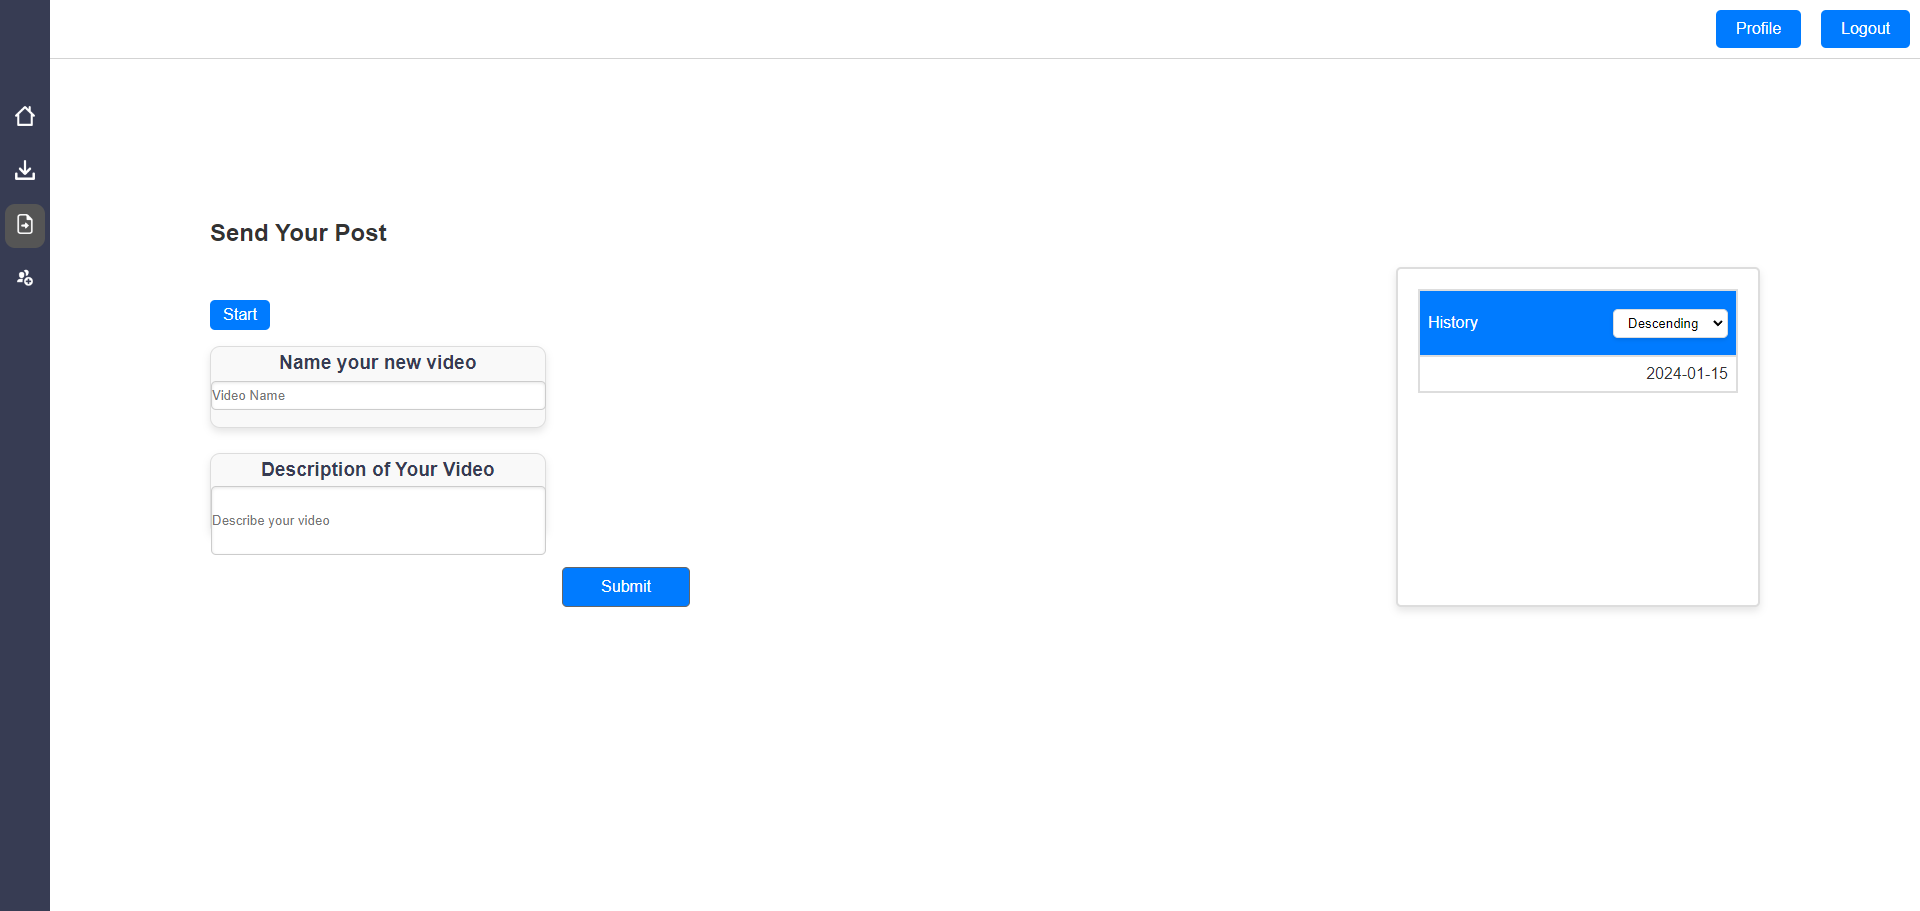 Profile
Logout
Send Your Post
Start
Name your new video
Video Name
Description of Your Video
Describe your video
Submit
History
Descending
2024-01-15